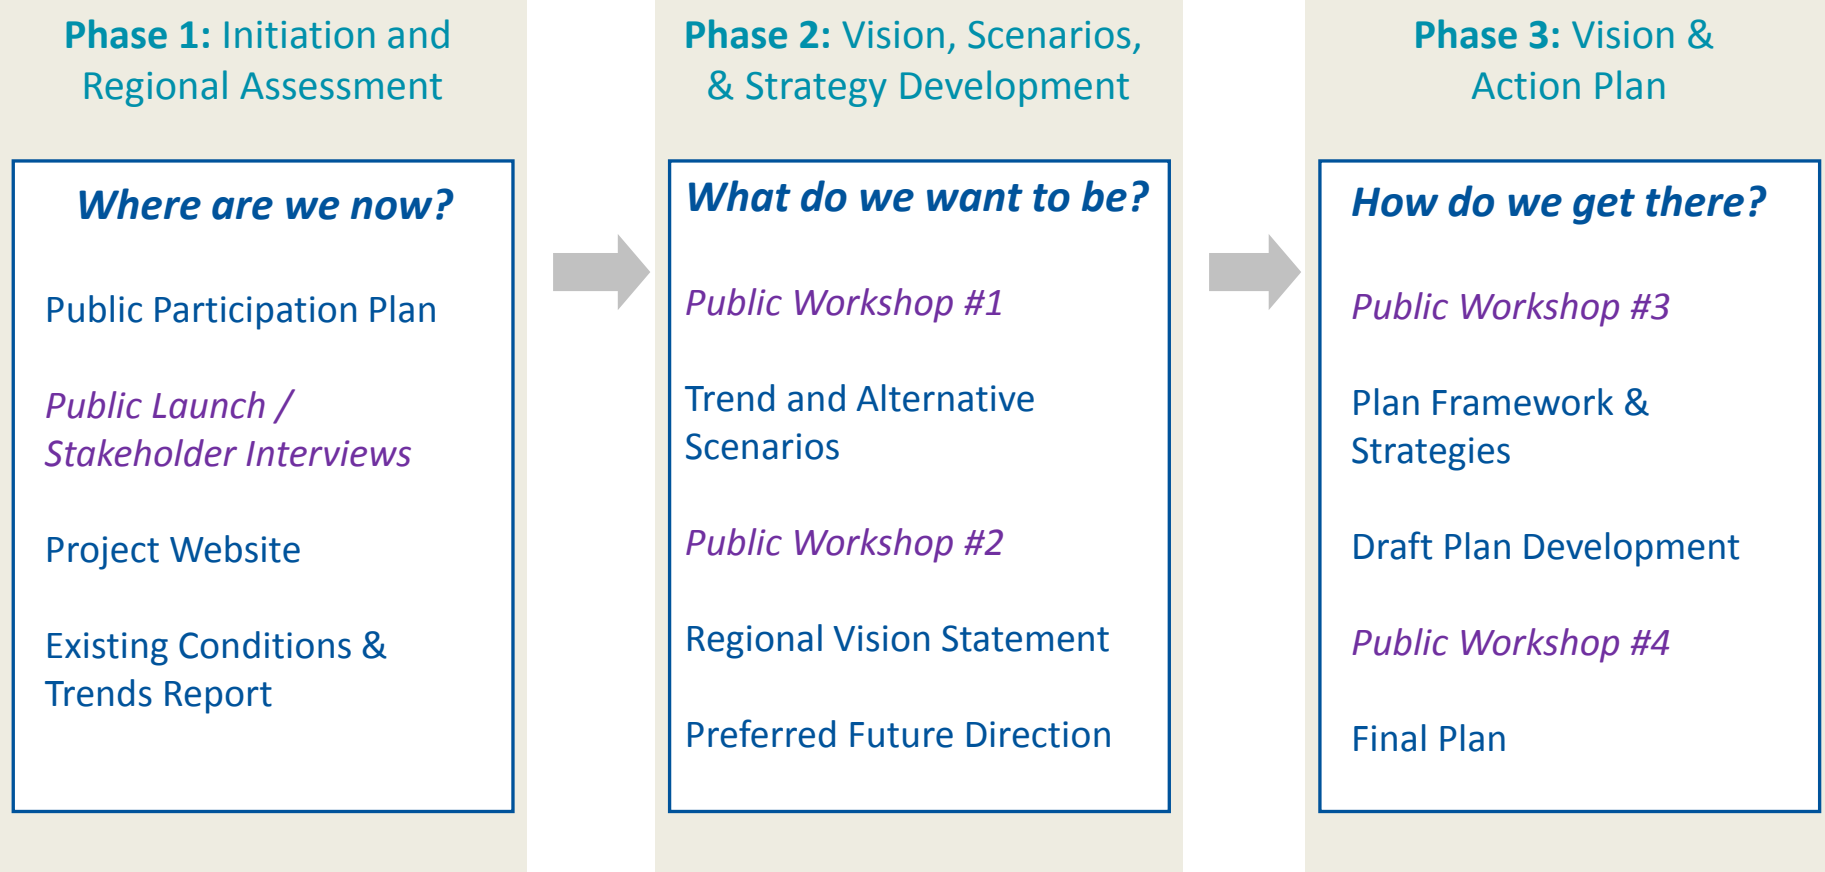 Phase 1: Initiation and
Regional Assessment
Where are we now?
Public Participation Plan
Public Launch /
Stakeholder Interviews
Project Website
Existing Conditions &
Trends Report
Phase 2: Vision, Scenarios,
& Strategy Development
What do we want to be?
Public Workshop #1
Trend and Alternative
Scenarios
Public Workshop #2
Regional Vision Statement
Preferred Future Direction
Phase 3: Vision &
Action Plan
How do we get there?
Public Workshop #3
Plan Framework &
Strategies
Draft Plan Development
Public Workshop #4
Final Plan